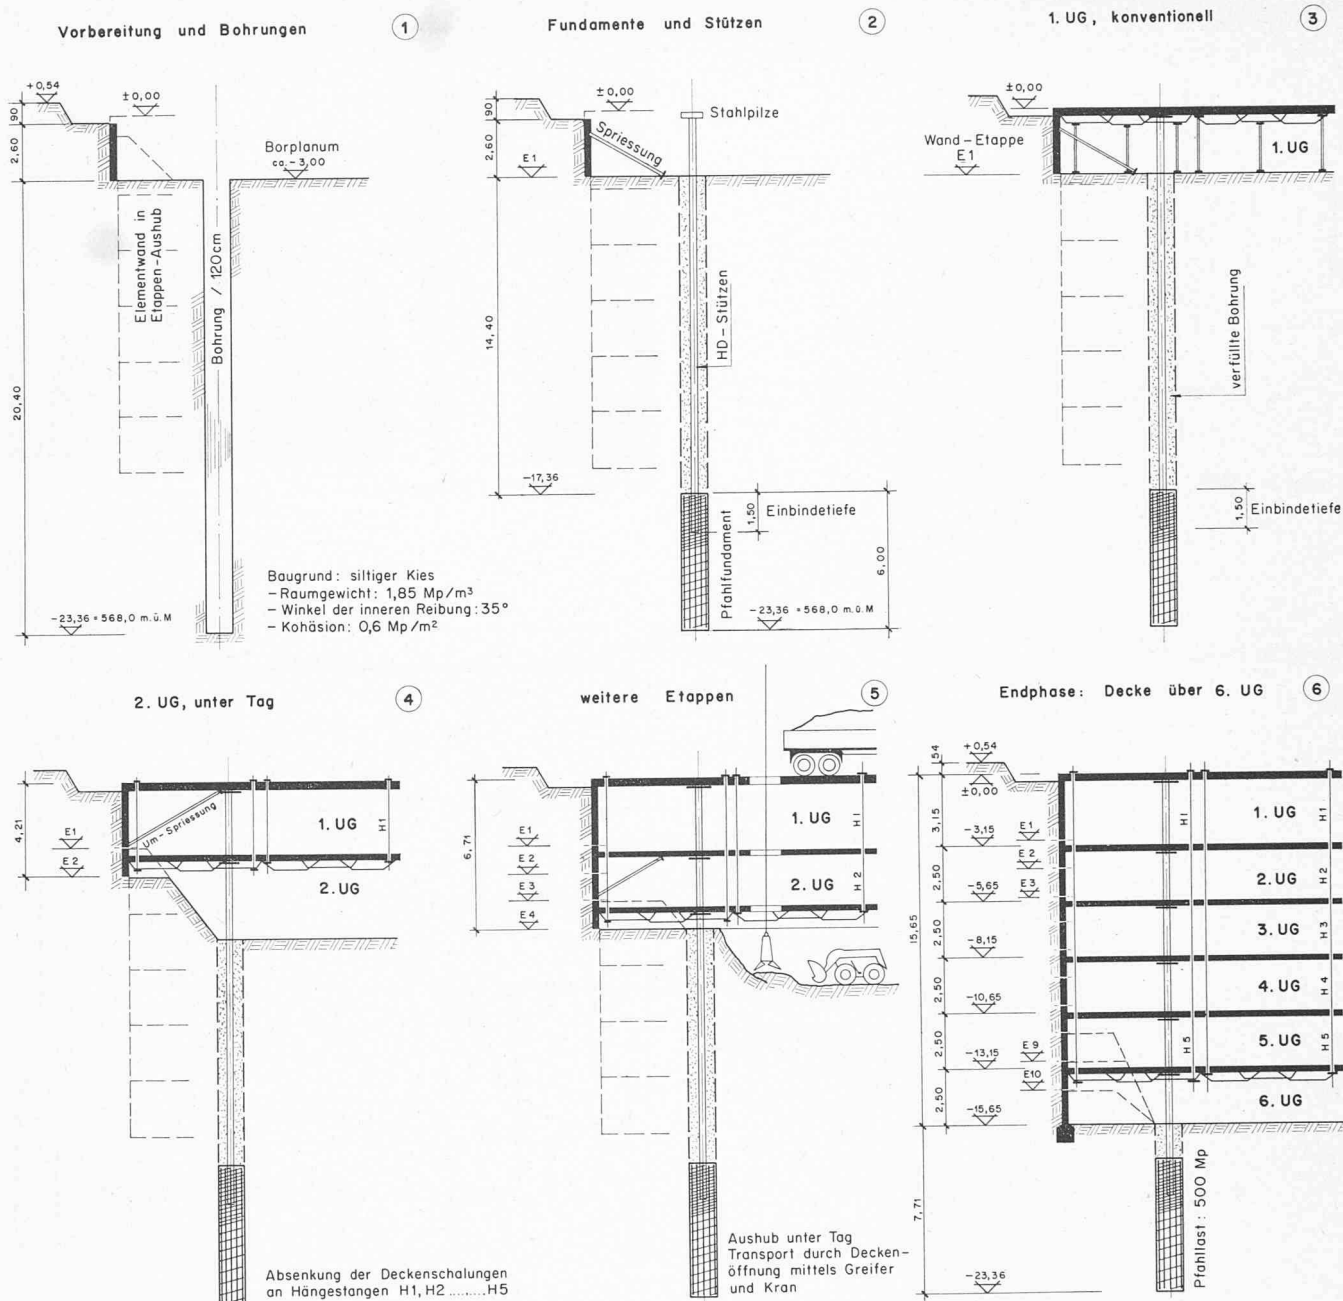 Vorbereitung und Bohrungen
1
+0,54
±0,00
90
2,60
Borplanum
ca.-3,00
Elementwand in
Etappen-Aushub
Bohrung / 120cm
20,40
Baugrund: siltiger Kies
-Raumgewicht: 1,85 Mp/m³
-Winkel der inneren Reibung: 35°
- Kohäsion: 0,6 Mp/m²
-23,36 = 568,0 m.ü.M
Fundamente und Stützen
2
±0,00
90
2,60
Stahlpilze
Spriessung
E1
HD-Stützen
14,40
-17,36
1,50
Einbindetiefe
Pfahlfundament
6,00
-23,36 = 568,0 m.ü.M
1. UG, konventionell
3
±0,00
Wand-Etappe
E1
1. UG
verfüllte Bohrung
1,50
Einbindetiefe
2. UG, unter Tag
4
4,21
E1
E2
Um-Spriessung
1. UG
H1
2. UG
Absenkung der Deckenschalungen
an Hängestangen H1, H2 ........H5
weitere Etappen
5
6,71
E1
E2
E3
E4
1. UG
H1
2. UG
H2
Aushub unter Tag
Transport durch Decken-
öffnung mittels Greifer
und Kran
Endphase: Decke über 6. UG
6
54
+0,54
±0,00
15,65
3,15
-3,15
E1
H1
1. UG
H1
2,50
-5,65
E2
E3
2. UG
H2
2,50
-8,15
3. UG
H3
2,50
-10,65
4. UG
H4
2,50
-13,15
E9
H5
5. UG
H5
2,50
-15,65
E10
6. UG
7,71
-23,36
Pfahllast: 500 Mp